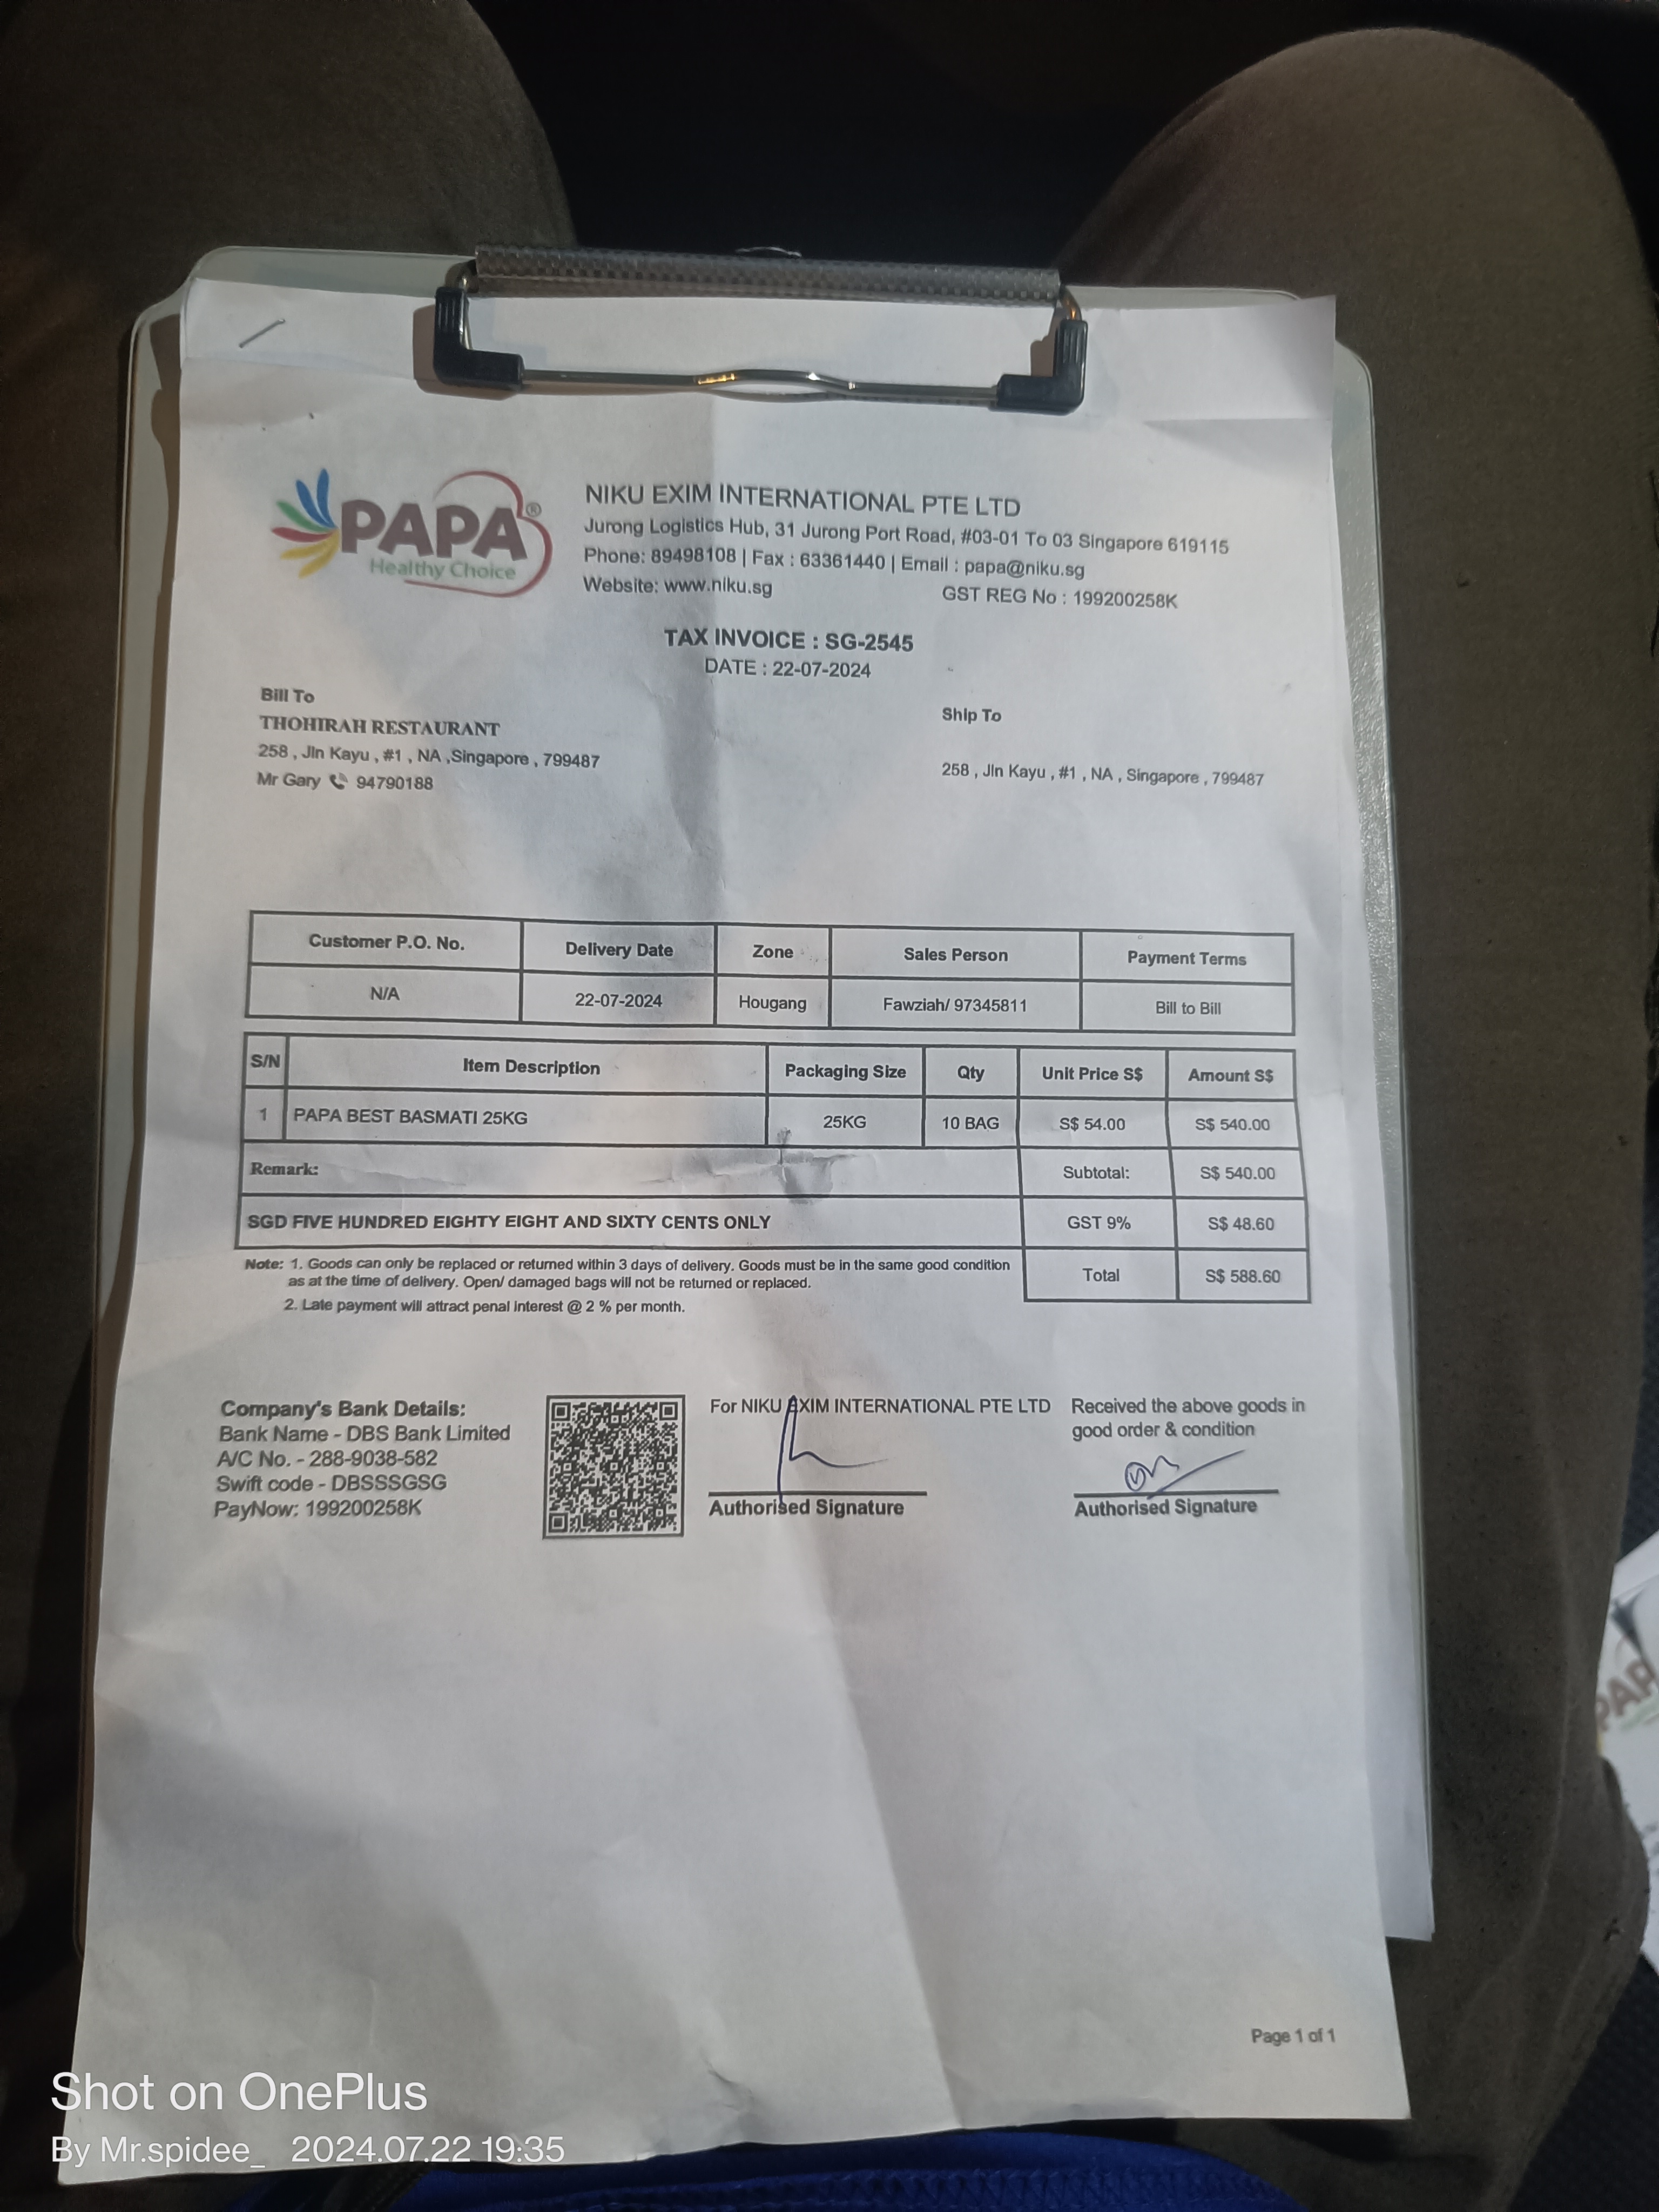 PAPA®
Healthy Choice
NIKU EXIM INTERNATIONAL PTE LTD
Jurong Logistics Hub, 31 Jurong Port Road, #03-01 To 03 Singapore 619115
Phone: 89498108 | Fax : 63361440 | Email : papa@niku.sg
Website: www.niku.sg GST REG No : 199200258K
TAX INVOICE : SG-2545
DATE : 22-07-2024
Bill To
THOHIRAH RESTAURANT
258 , Jln Kayu , #1 , NA ,Singapore , 799487
Mr Gary 94790188
Ship To
258 , Jln Kayu , #1 , NA , Singapore , 799487
Customer P.O. No. Delivery Date Zone Sales Person Payment Terms
N/A 22-07-2024 Hougang Fawziah/ 97345811 Bill to Bill
S/N Item Description Packaging Size Qty Unit Price S$ Amount S$
1 PAPA BEST BASMATI 25KG 25KG 10 BAG S$ 54.00 S$ 540.00
Remark: Subtotal: S$ 540.00
SGD FIVE HUNDRED EIGHTY EIGHT AND SIXTY CENTS ONLY GST 9% S$ 48.60
Total S$ 588.60
Note: 1. Goods can only be replaced or returned within 3 days of delivery. Goods must be in the same good condition
as at the time of delivery. Open/ damaged bags will not be returned or replaced.
2. Late payment will attract penal interest @ 2 % per month.
Company's Bank Details:
Bank Name - DBS Bank Limited
A/C No. - 288-9038-582
Swift code - DBSSSGSG
PayNow: 199200258K
For NIKU EXIM INTERNATIONAL PTE LTD
Authorised Signature
Received the above goods in
good order & condition
Authorised Signature
Page 1 of 1
PAP
Shot on OnePlus
By Mr.spidee_ 2024.07.22 19:35